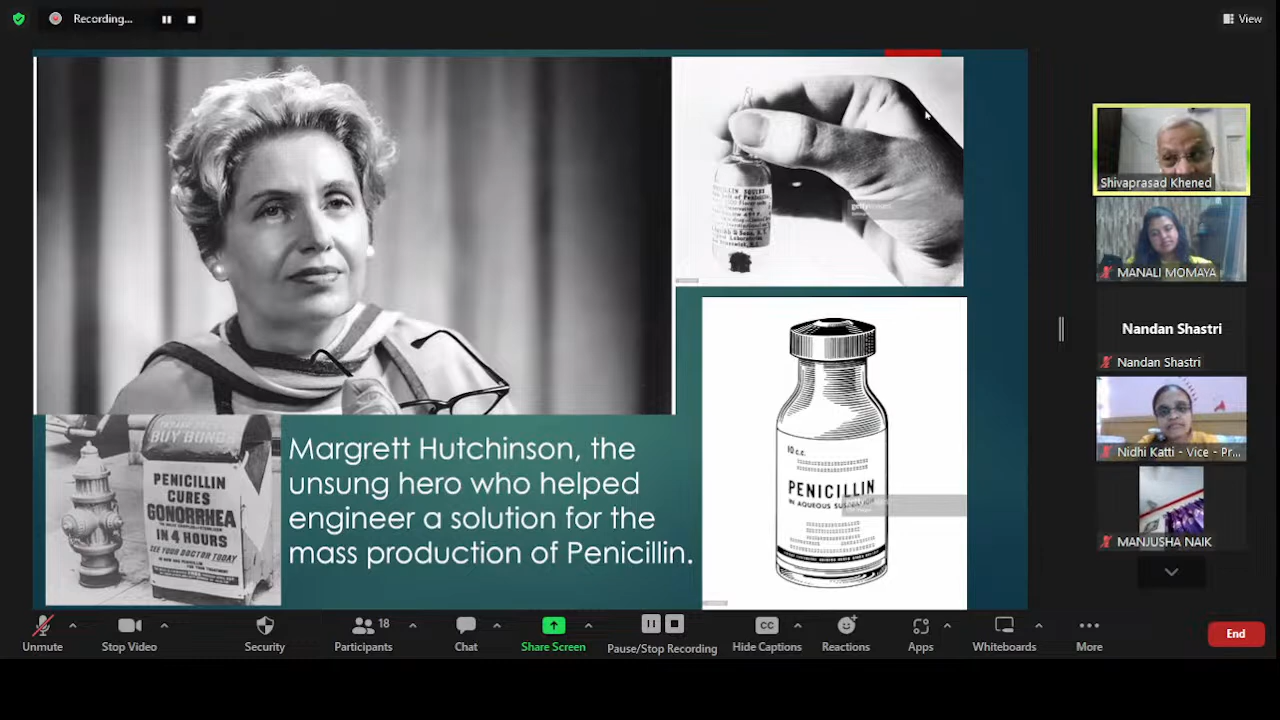 Recording...
View
PENICILLIN SQUIBB
Shivaprasad Khened
MANALI MOMAYA
Nandan Shastri
Nandan Shastri
Nidhi Katti - Vice - Pr...
MANJUSHA NAIK
BUY BONDS
PENICILLIN
CURES
GONORRHEA
IN 4 HOURS
SEE YOUR DOCTOR TODAY
Margrett Hutchinson, the
unsung hero who helped
engineer a solution for the
mass production of Penicillin.
10 c.c.
PENICILLIN
IN AQUEOUS
Unmute
Stop Video
Security
18
Participants
Chat
Share Screen
Pause/Stop Recording
CC
Hide Captions
Reactions
Apps
Whiteboards
More
End